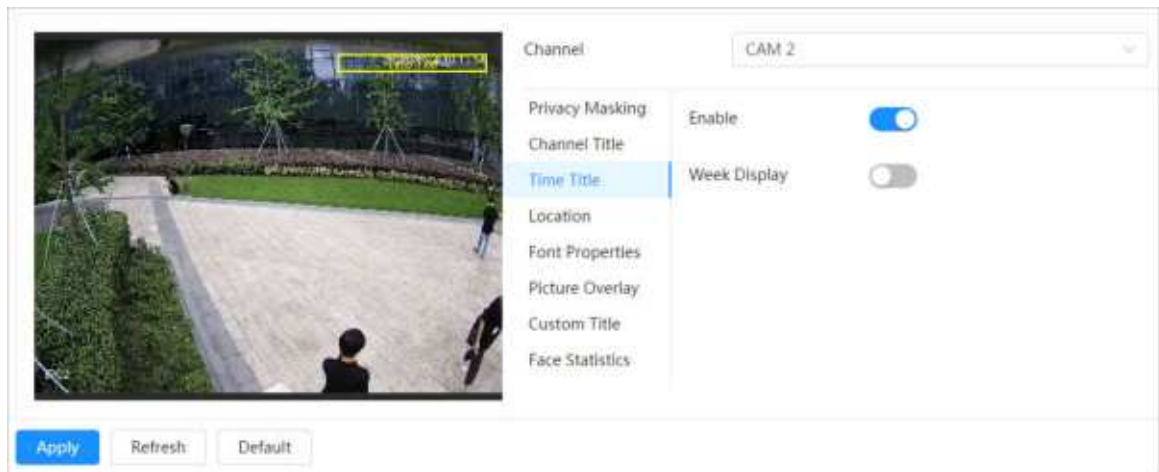 Channel
CAM 2
Privacy Masking
Enable
Channel Title
Time Title
Week Display
Location
Font Properties
Picture Overlay
Custom Title
Face Statistics
Apply
Refresh
Default